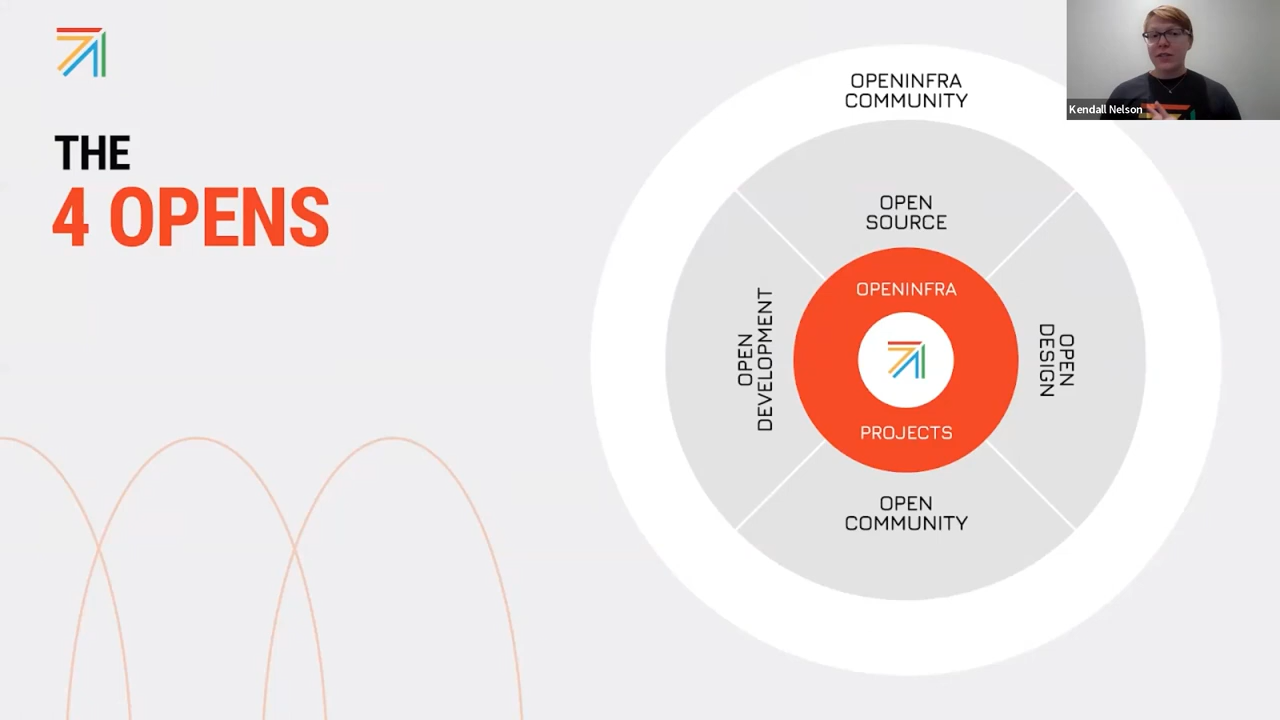 THE
4 OPENS
OPENINFRA
COMMUNITY
Kendall Nelson
OPEN
SOURCE
OPENINFRA
OPEN
DEVELOPMENT
OPEN
DESIGN
PROJECTS
OPEN
COMMUNITY